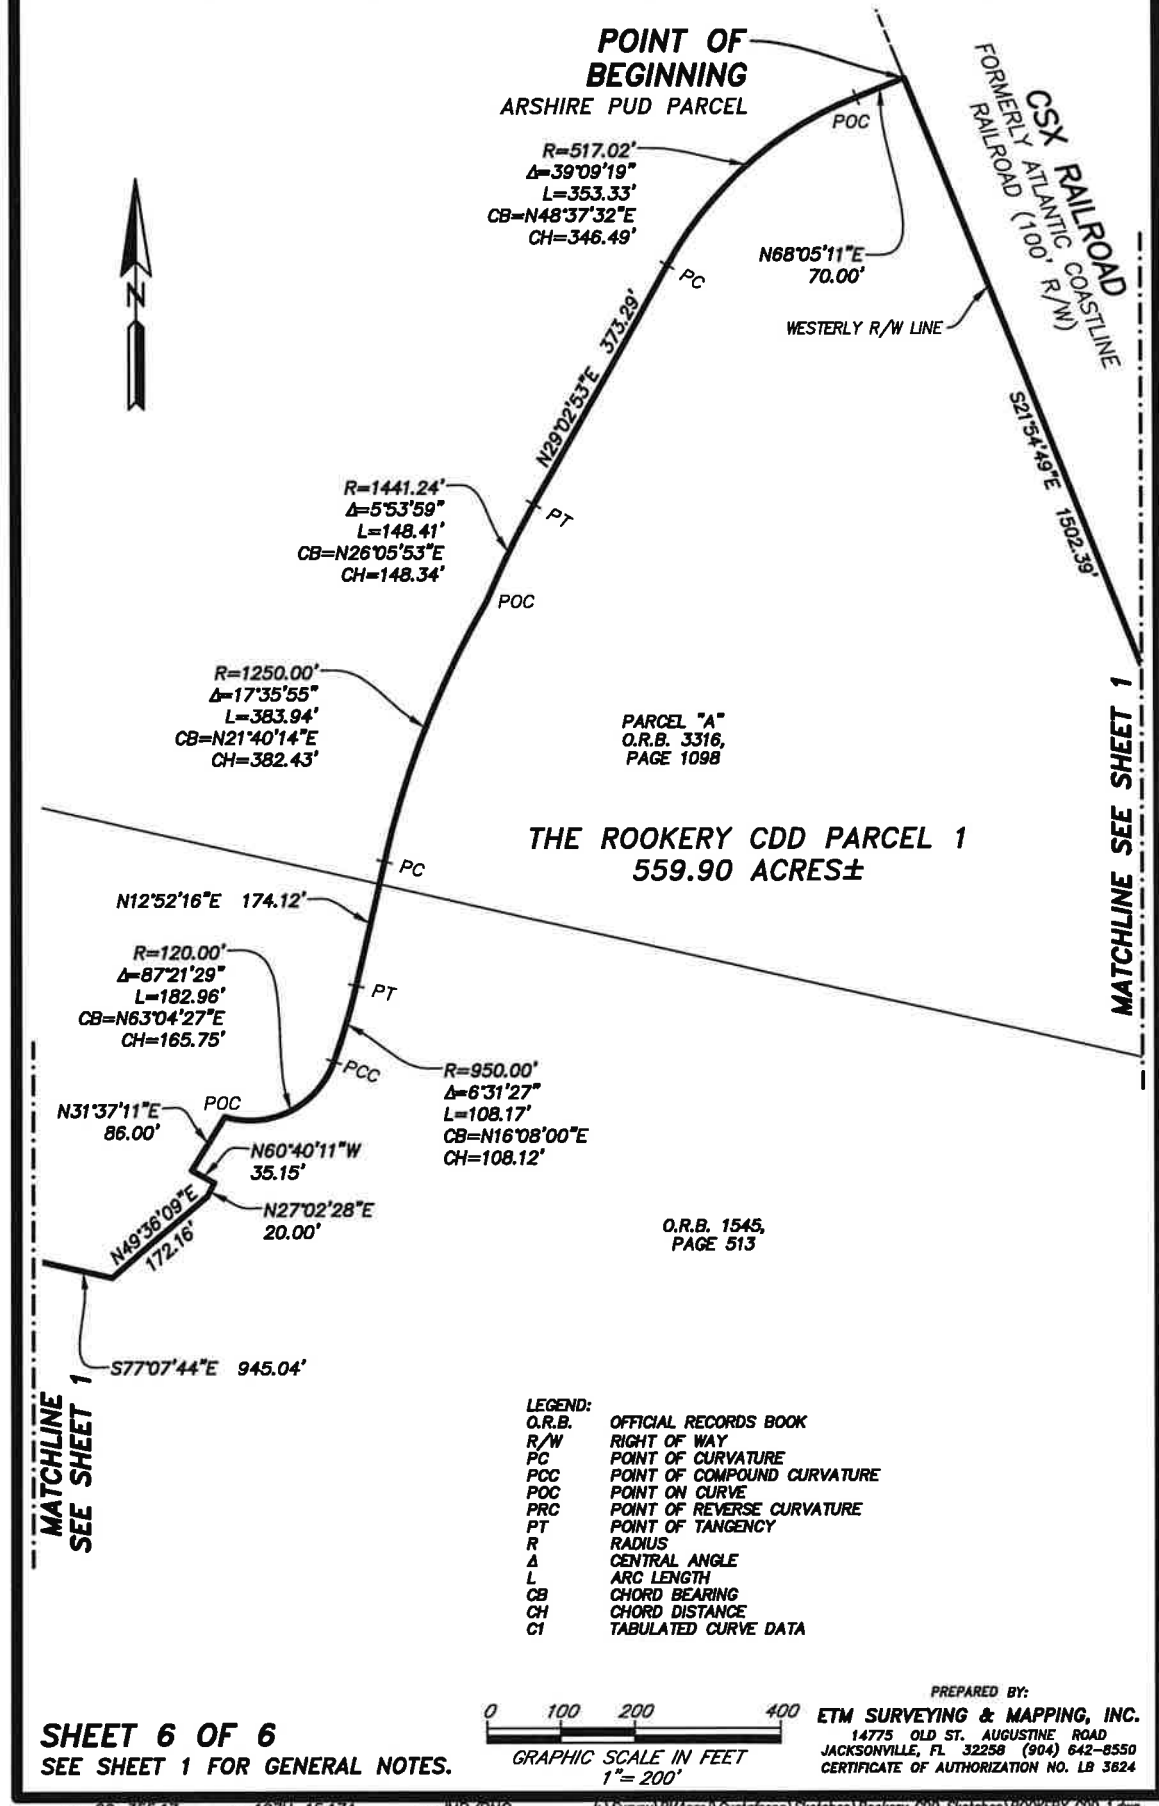 POINT OF
BEGINNING
ARSHIRE PUD PARCEL
POC
CSX RAILROAD
FORMERLY ATLANTIC COASTLINE
RAILROAD (100' R/W)
R=517.02'
Δ=39°09'19"
L=353.33'
CB=N48°37'32"E
CH=346.49'
N68°05'11"E
70.00'
PC
N
WESTERLY R/W LINE
N29°02'53"E 373.29'
S21°54'49"E 1502.39'
R=1441.24'
Δ=5°53'59"
L=148.41'
CB=N26°05'53"E
CH=148.34'
PT
POC
R=1250.00'
Δ=17°35'55"
L=383.94'
CB=N21°40'14"E
CH=382.43'
PARCEL "A"
O.R.B. 3316,
PAGE 1098
THE ROOKERY CDD PARCEL 1
559.90 ACRES±
MATCHLINE SEE SHEET 1
PC
N12°52'16"E 174.12'
R=120.00'
Δ=87°21'29"
L=182.96'
CB=N63°04'27"E
CH=165.75'
PT
PCC
R=950.00'
Δ=6°31'27"
L=108.17'
CB=N16°08'00"E
CH=108.12'
POC
N31°37'11"E
86.00'
N60°40'11"W
35.15'
N27°02'28"E
20.00'
N49°36'09"E
172.16'
O.R.B. 1545,
PAGE 513
S77°07'44"E 945.04'
MATCHLINE
SEE SHEET 1
LEGEND:
O.R.B. OFFICIAL RECORDS BOOK
R/W RIGHT OF WAY
PC POINT OF CURVATURE
PCC POINT OF COMPOUND CURVATURE
POC POINT ON CURVE
PRC POINT OF REVERSE CURVATURE
PT POINT OF TANGENCY
R RADIUS
Δ CENTRAL ANGLE
L ARC LENGTH
CB CHORD BEARING
CH CHORD DISTANCE
C1 TABULATED CURVE DATA
SHEET 6 OF 6
SEE SHEET 1 FOR GENERAL NOTES.
0 100 200 400
GRAPHIC SCALE IN FEET
1"= 200'
PREPARED BY:
ETM SURVEYING & MAPPING, INC.
14775 OLD ST. AUGUSTINE ROAD
JACKSONVILLE, FL 32258 (904) 642-8550
CERTIFICATE OF AUTHORIZATION NO. LB 3624